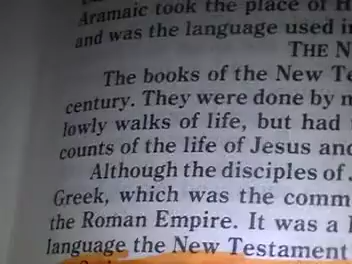 Aramaic took the place of
and was the language used
THE
The books of the New
century. They were done by
lowly walks of life, but had
counts of the life of Jesus and
Although the disciples of
Greek, which was the
the Roman Empire. It was a
language the New Testament